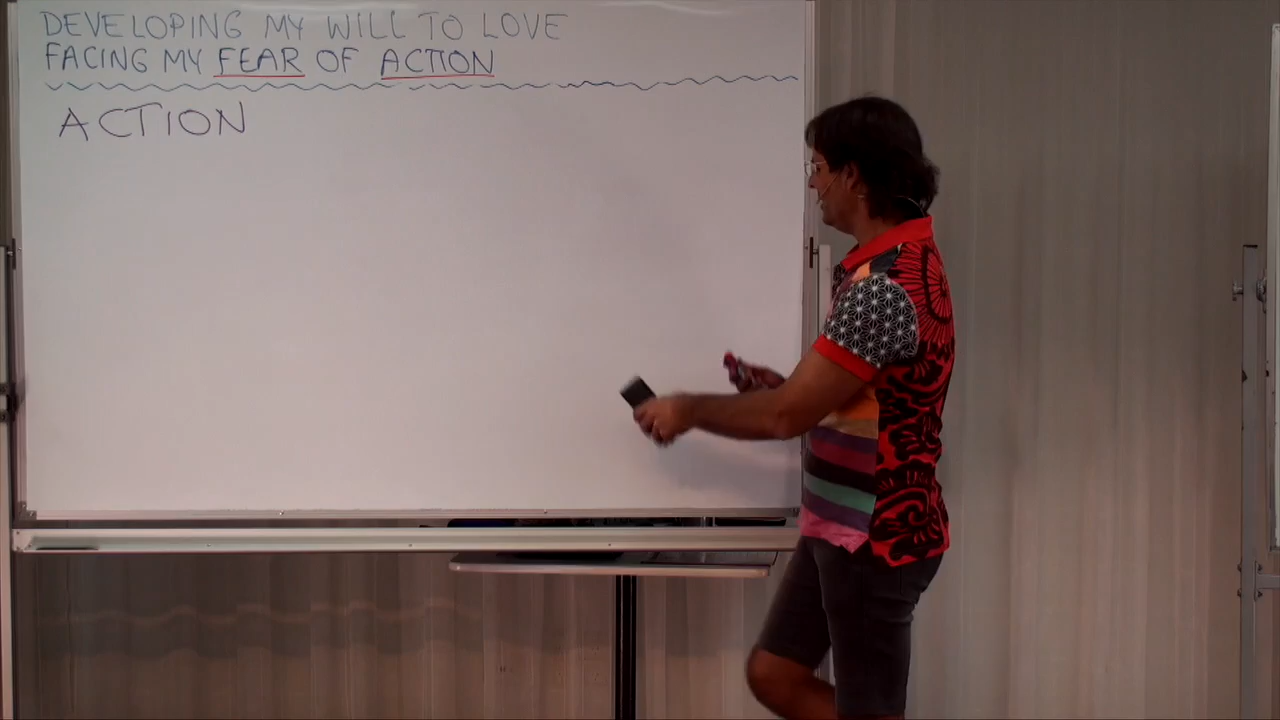 DEVELOPING MY WILL TO LOVE
FACING MY FEAR OF ACTION
ACTION